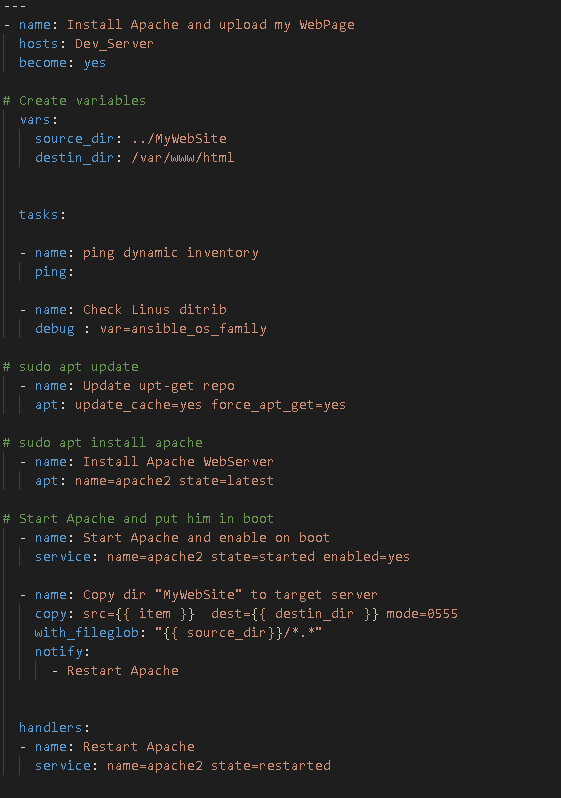 ---
- name: Install Apache and upload my WebPage
  hosts: Dev_Server
  become: yes

# Create variables
  vars:
    source_dir: ../MyWebSite
    destin_dir: /var/www/html


  tasks:

  - name: ping dynamic inventory
    ping:

  - name: Check Linus ditrib
    debug : var=ansible_os_family

# sudo apt update
  - name: Update upt-get repo
    apt: update_cache=yes force_apt_get=yes

# sudo apt install apache
  - name: Install Apache WebServer
    apt: name=apache2 state=latest

# Start Apache and put him in boot
  - name: Start Apache and enable on boot
    service: name=apache2 state=started enabled=yes

  - name: Copy dir "MyWebSite" to target server
    copy: src={{ item }}  dest={{ destin_dir }} mode=0555
    with_fileglob: "{{ source_dir}}/*.*"
    notify:
      - Restart Apache


  handlers:
  - name: Restart Apache
    service: name=apache2 state=restarted